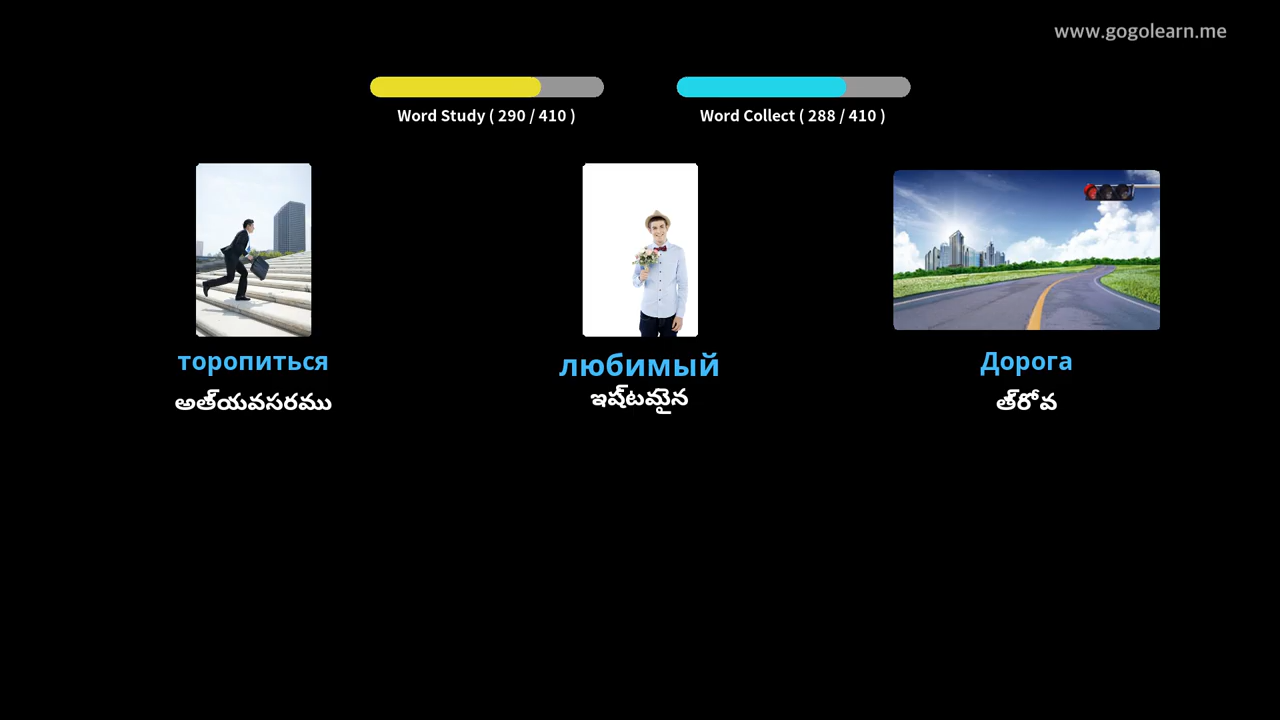 www.gogolearn.me
Word Study ( 290 / 410 )
Word Collect ( 288 / 410 )
торопиться
любимый
Дорога
అత్యవసరము
ఇష్టమైన
త్రోవ